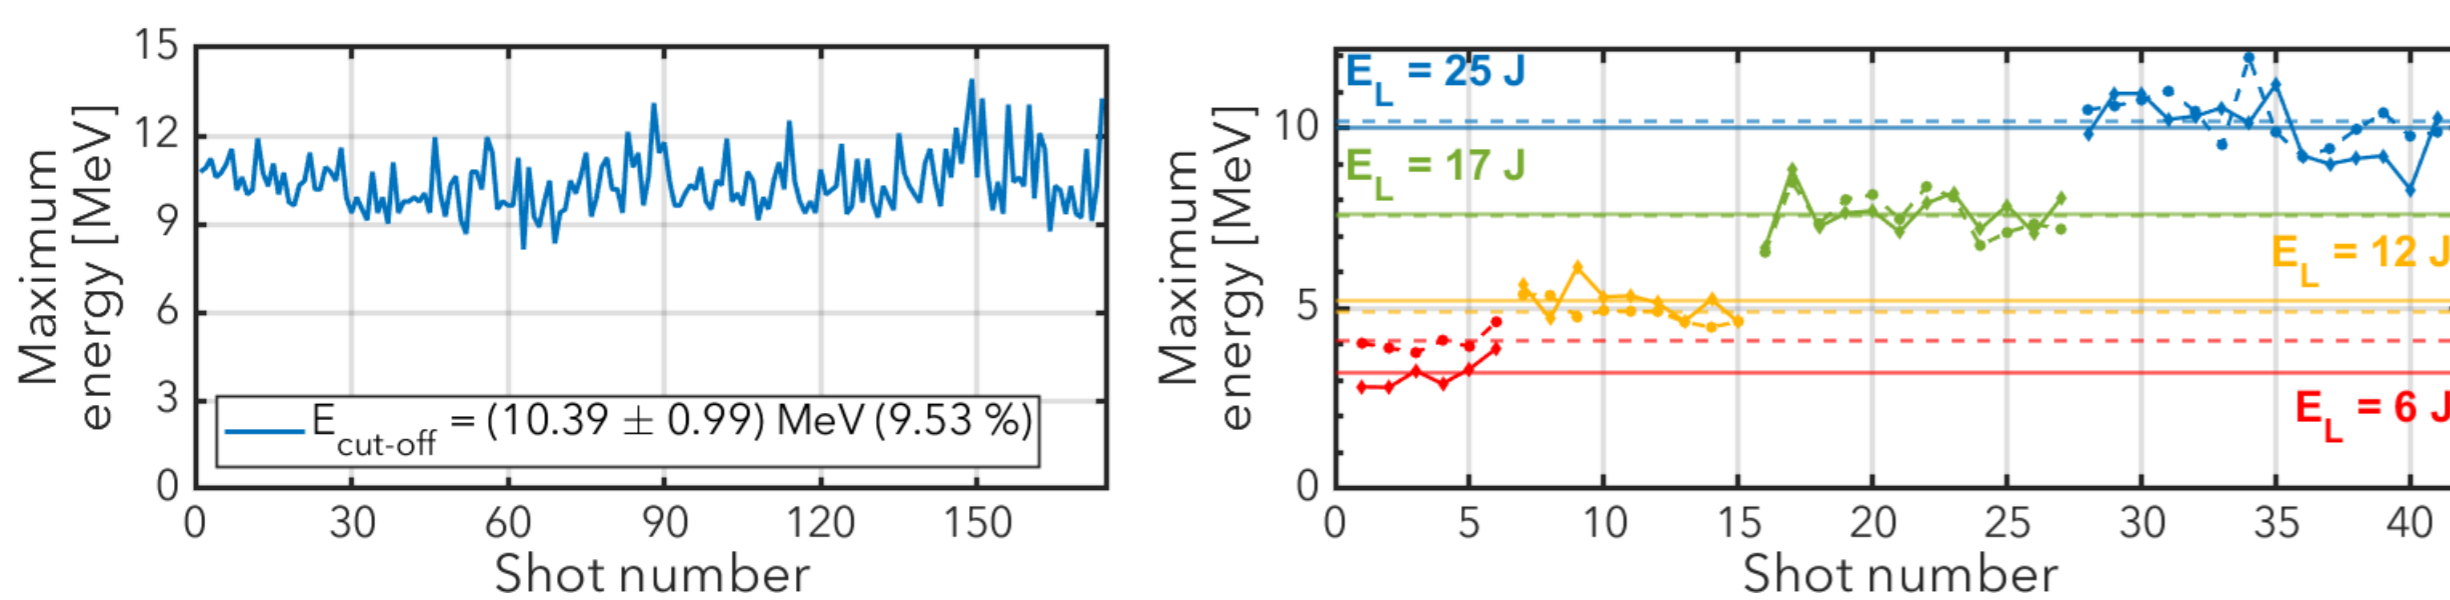 15
12
9
6
3
0
0 30 60 90 120 150
Maximum
energy [MeV]
Shot number
E_cut-off = (10.39 ± 0.99) MeV (9.53 %)
10
5
0
0 5 10 15 20 25 30 35 40
Maximum
energy [MeV]
Shot number
E_L = 25 J
E_L = 17 J
E_L = 12 J
E_L = 6 J